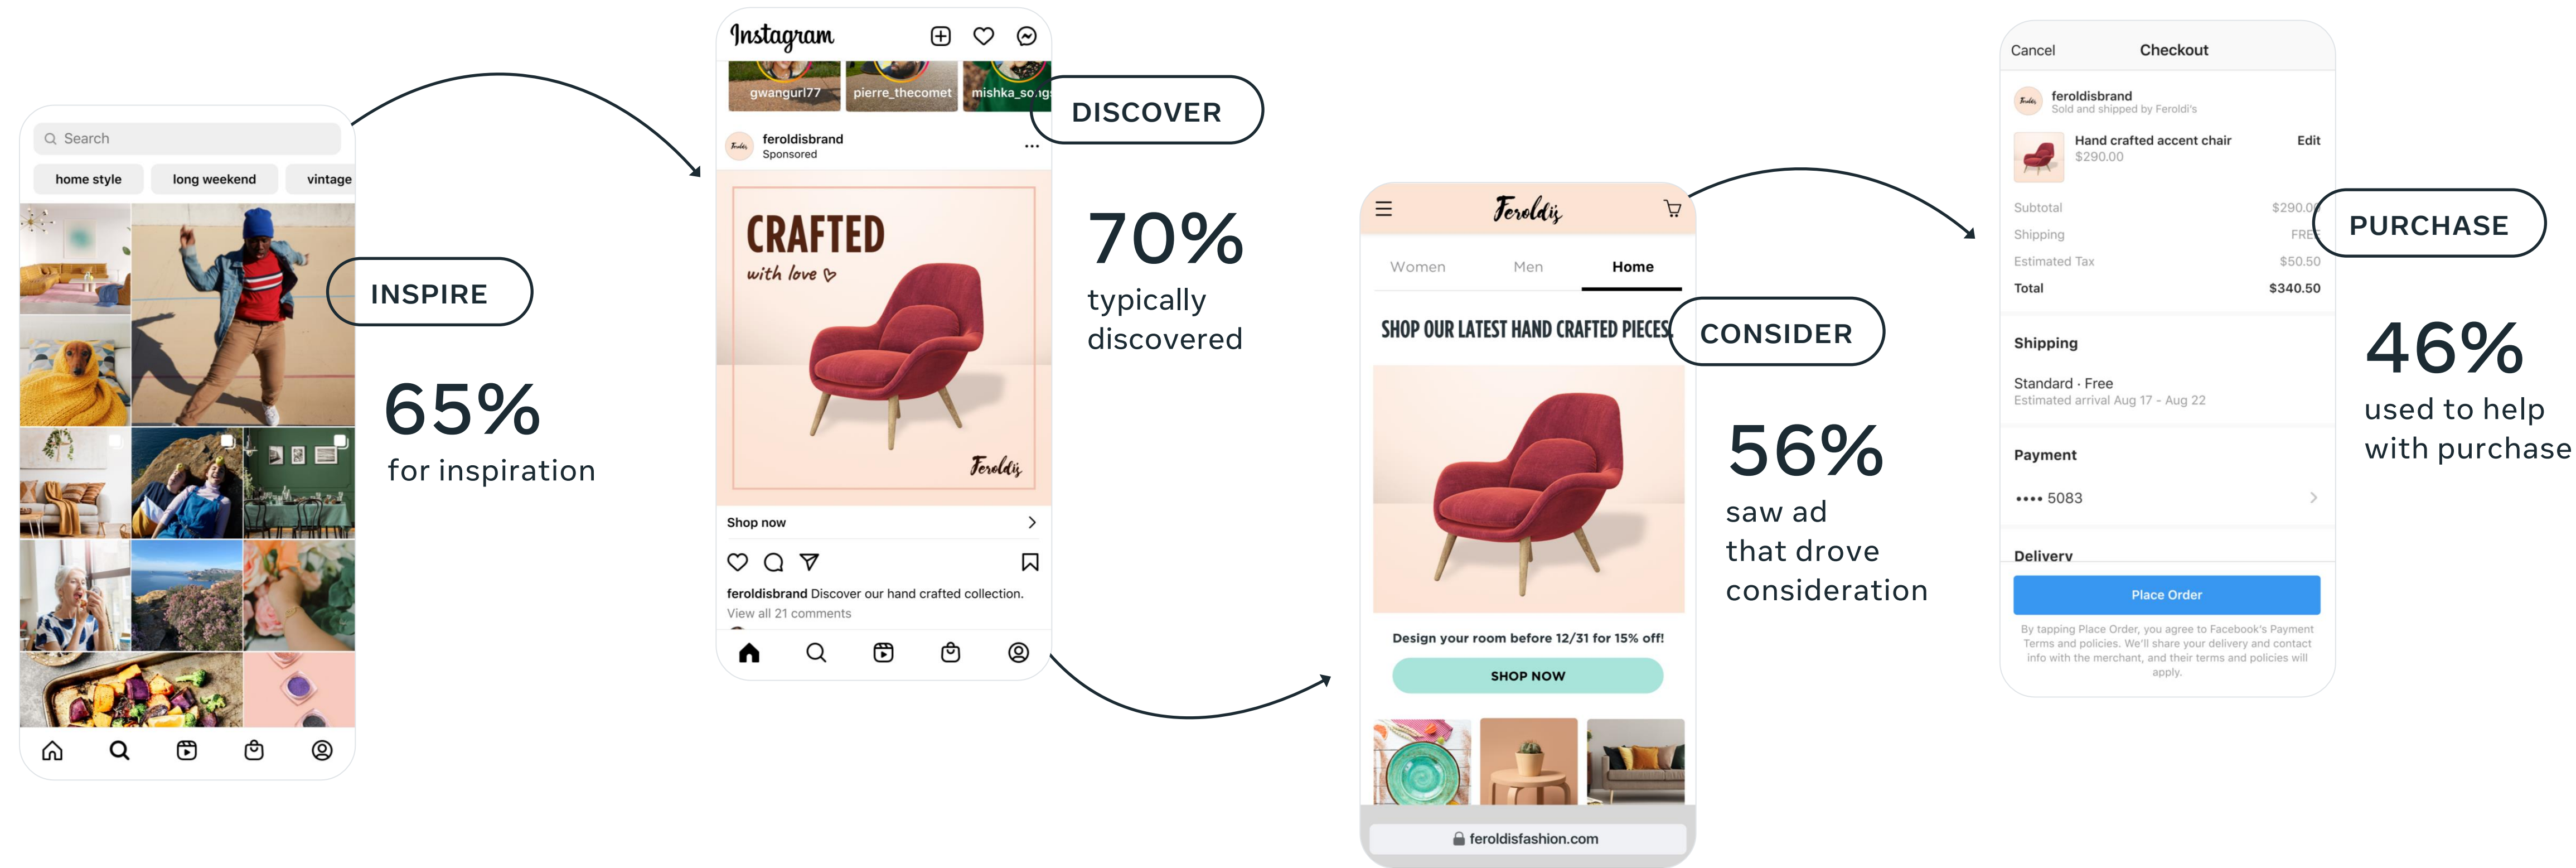 Search
home style
long weekend
vintage
INSPIRE
65%
for inspiration
Instagram
gwangurl77
pierre_thecomet
feroldisbrand
Sponsored
Feroldi's
CRAFTED
with love
Feroldi's
Shop now
feroldisbrand Discover our hand crafted collection.
View all 21 comments
DISCOVER
70%
typically
discovered
Feroldi's
Women
Men
Home
SHOP OUR LATEST HAND CRAFTED PIECES.
Design your room before 12/31 for 15% off!
SHOP NOW
feroldisfashion.com
CONSIDER
56%
saw ad
that drove
consideration
Cancel
Checkout
Feroldi's
feroldisbrand
Sold and shipped by Feroldi's
Hand crafted accent chair
Edit
$290.00
Subtotal
$290.00
Shipping
FREE
Estimated Tax
$50.50
Total
$340.50
Shipping
Standard · Free
Estimated arrival Aug 17 - Aug 22
Payment
•••• 5083
Delivery
Place Order
By tapping Place Order, you agree to Facebook's Payment
Terms and policies. We'll share your delivery and contact
info with the merchant, and their terms and policies will
apply.
PURCHASE
46%
used to help
with purchase